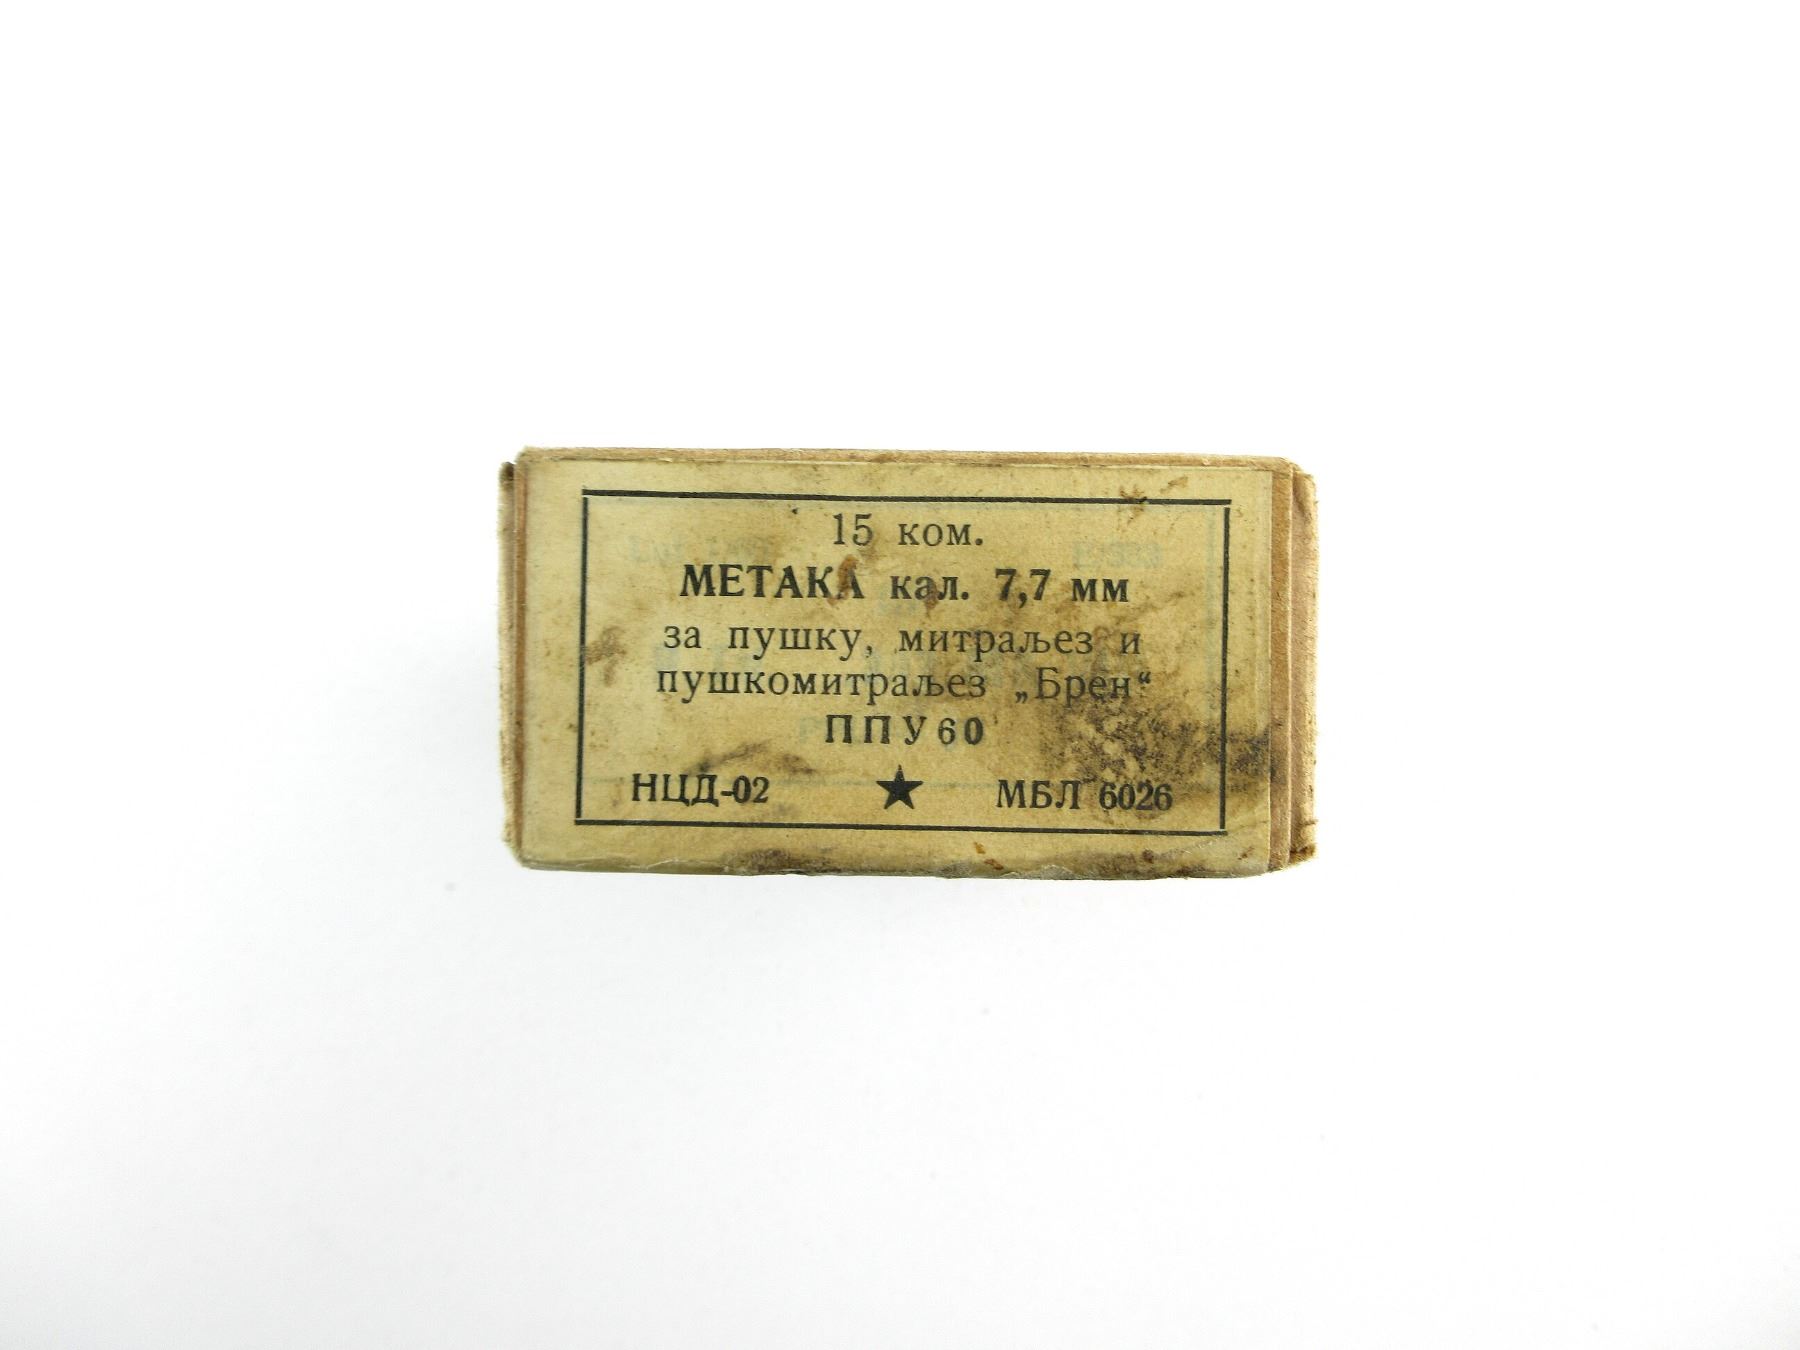 15 ком.
МЕТАКА кал. 7,7 мм
за пушку, митраљез и
пушкомитраљез „Брен“
ППУ60
НЦД-02 ★ МБЛ 6026